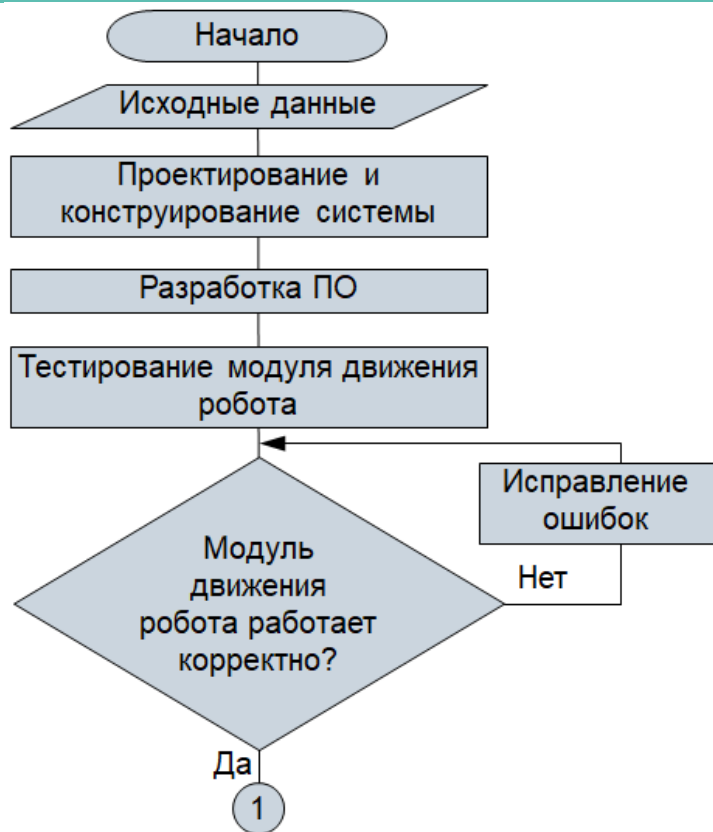 Начало
Исходные данные
Проектирование и
конструирование системы
Разработка ПО
Тестирование модуля движения
робота
Исправление
ошибок
Модуль
движения
робота работает
корректно?
Нет
Да
1